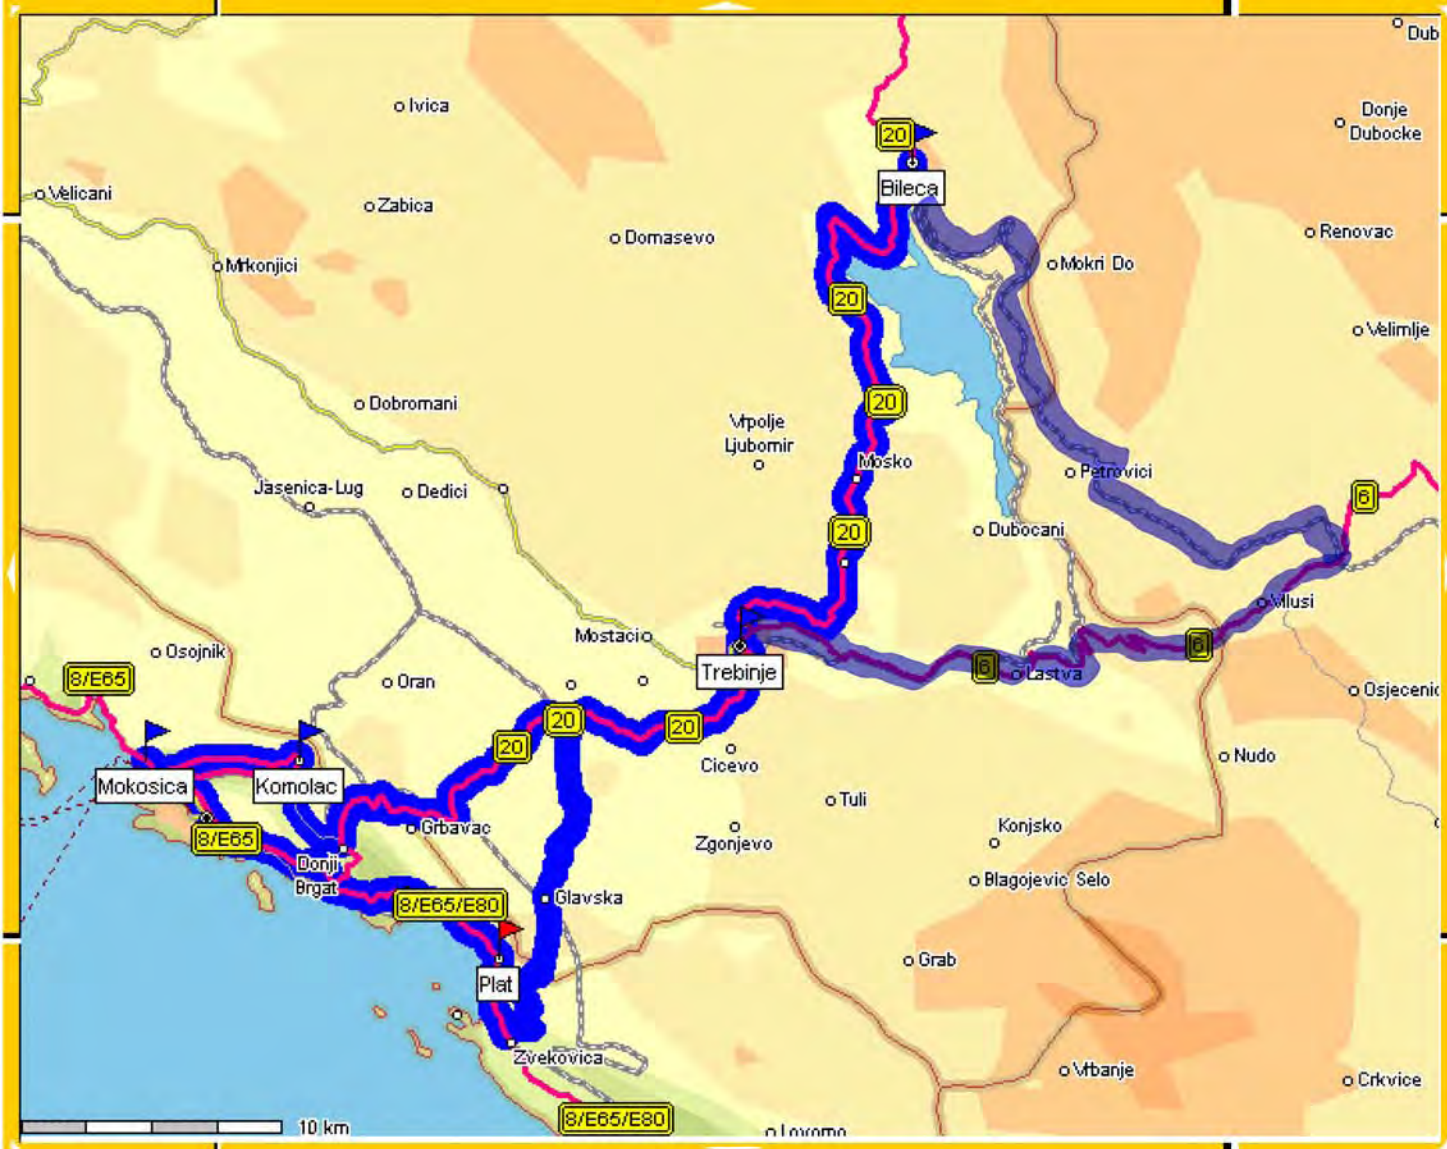 Dub
Ivica
Donje
Dubocke
20
Bileca
Velicani
Zabica
Domasevo
Renovac
Mrkonjici
Mokri Do
20
Velimlje
Dobromani
20
Vrpolje
Ljubomir
Mosko
Petrovici
Jasenica-Lug
Dedici
6
20
Dubocani
Vilusi
Mostaci
Osojnik
6
8/E65
Oran
Trebinje
6
Lastva
Osjecenic
20
20
20
Cicevo
Nudo
Mokosica
Komolac
Tuli
Grbavac
Konjsko
8/E65
Zgonjevo
Donji
Brgat
Blagojevic Selo
8/E65/E80
Glavska
Grab
Plat
Zvekovica
Vrbanje
Crkvice
8/E65/E80
10 km
Lovorno